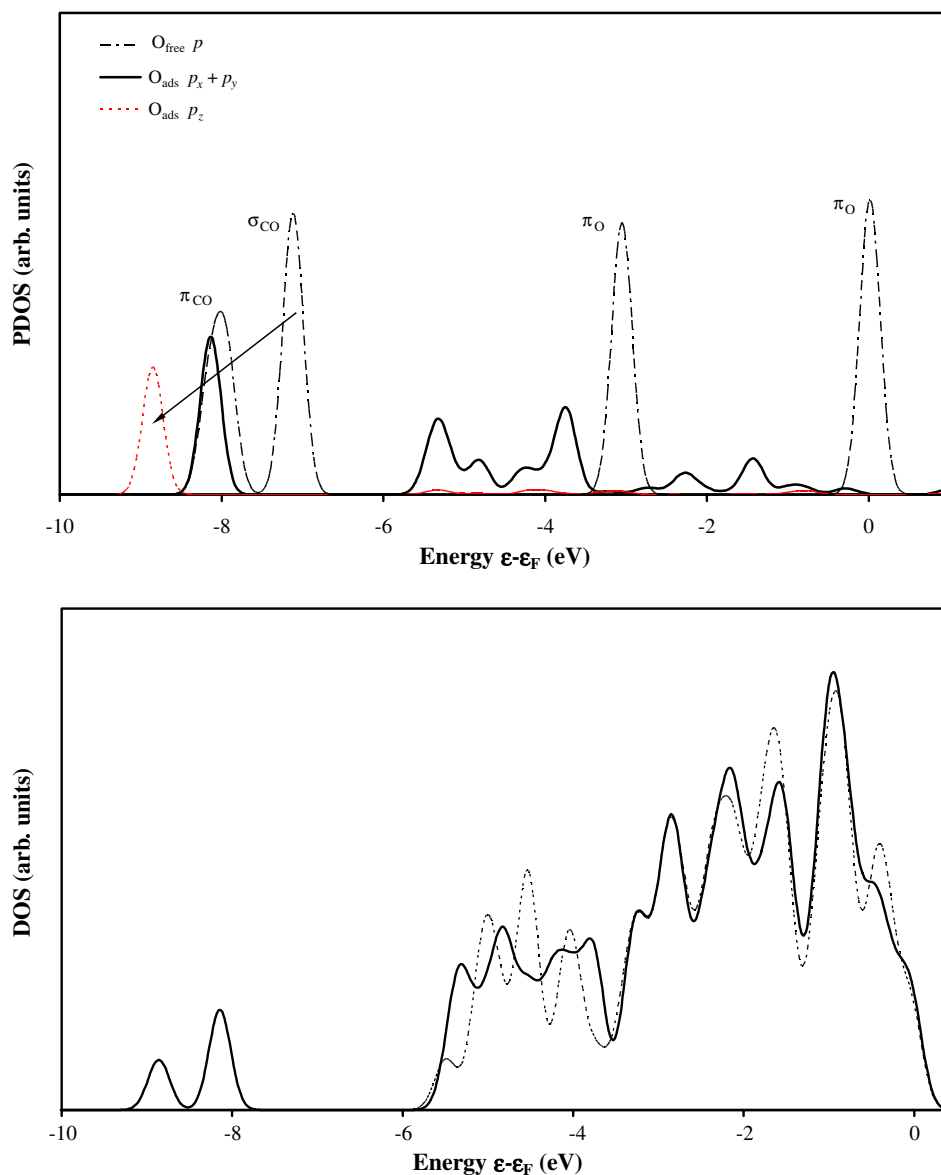 O_free p
O_ads p_x + p_y
O_ads p_z
σ_CO
π_O
π_O
π_CO
PDOS (arb. units)
-10 -8 -6 -4 -2 0
Energy ε-ε_F (eV)
DOS (arb. units)
-10 -8 -6 -4 -2 0
Energy ε-ε_F (eV)